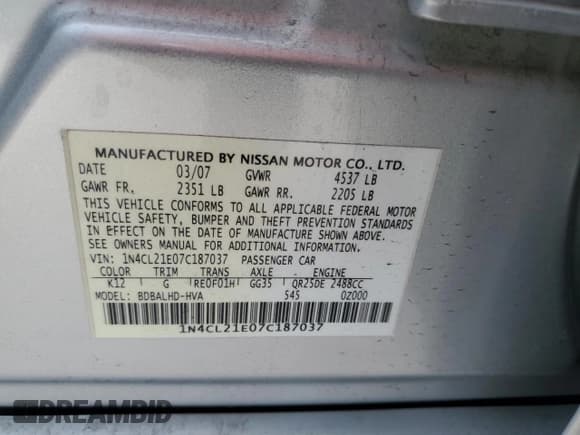 MANUFACTURED BY NISSAN MOTOR CO., LTD.
DATE 03/07 GVWR 4537 LB
GAWR FR. 2351 LB GAWR RR. 2205 LB
THIS VEHICLE CONFORMS TO ALL APPLICABLE FEDERAL MOTOR
VEHICLE SAFETY, BUMPER AND THEFT PREVENTION STANDARDS
IN EFFECT ON THE DATE OF MANUFACTURE SHOWN ABOVE.
SEE OWNERS MANUAL FOR ADDITIONAL INFORMATION.
VIN: 1N4CL21E07C187037 PASSENGER CAR
COLOR TRIM TRANS AXLE ENGINE
K12 G RE0F01H GG35 QR25DE 2488CC
MODEL: BDBALHD-HVA 545 0Z000
1N4CL21E07C187037
DREAMBID